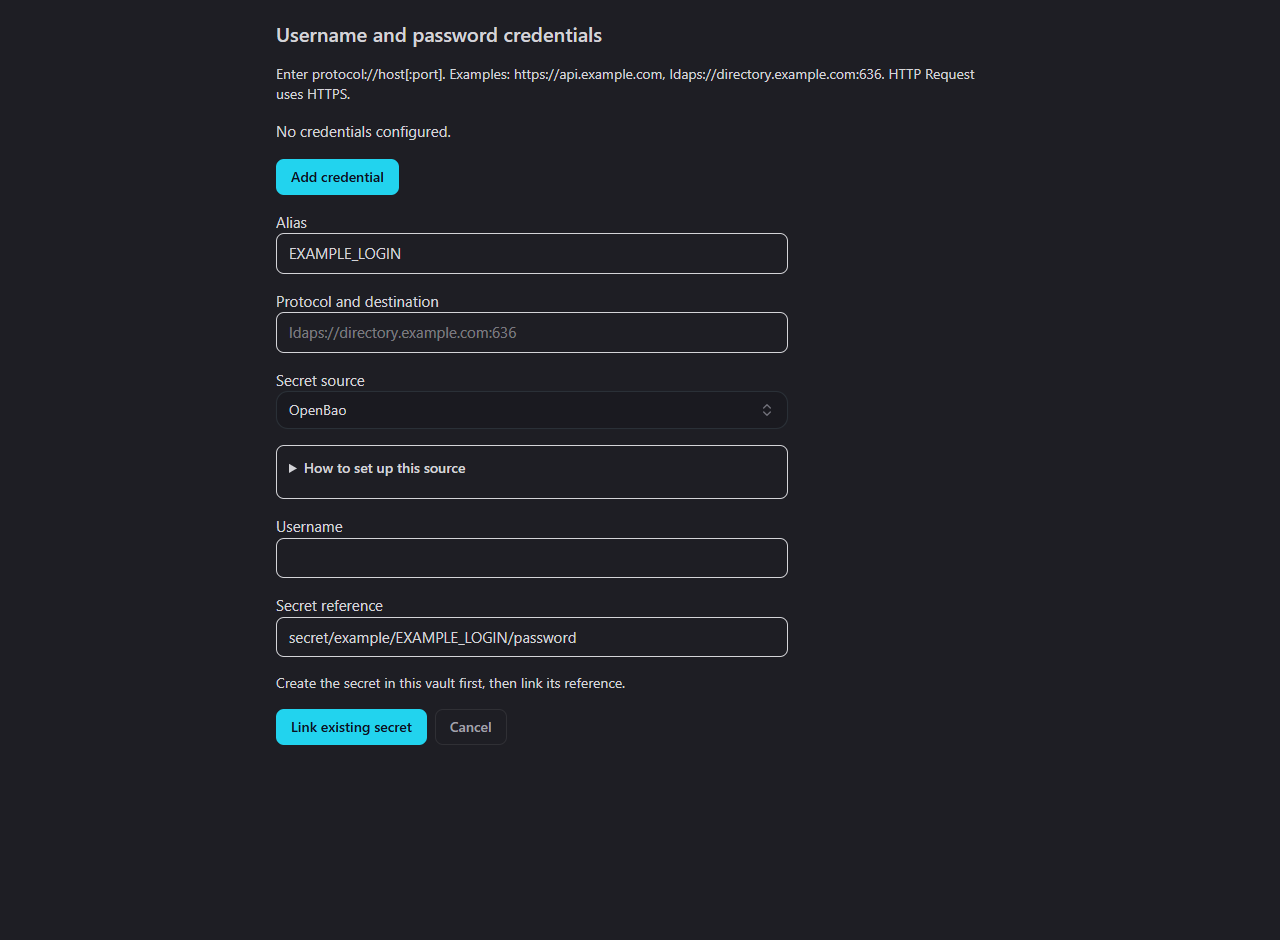 Username and password credentials
Enter protocol://host[:port]. Examples: https://api.example.com, ldaps://directory.example.com:636. HTTP Request
uses HTTPS.
No credentials configured.
Add credential
Alias
EXAMPLE_LOGIN
Protocol and destination
ldaps://directory.example.com:636
Secret source
OpenBao
How to set up this source
Username
Secret reference
secret/example/EXAMPLE_LOGIN/password
Create the secret in this vault first, then link its reference.
Link existing secret
Cancel